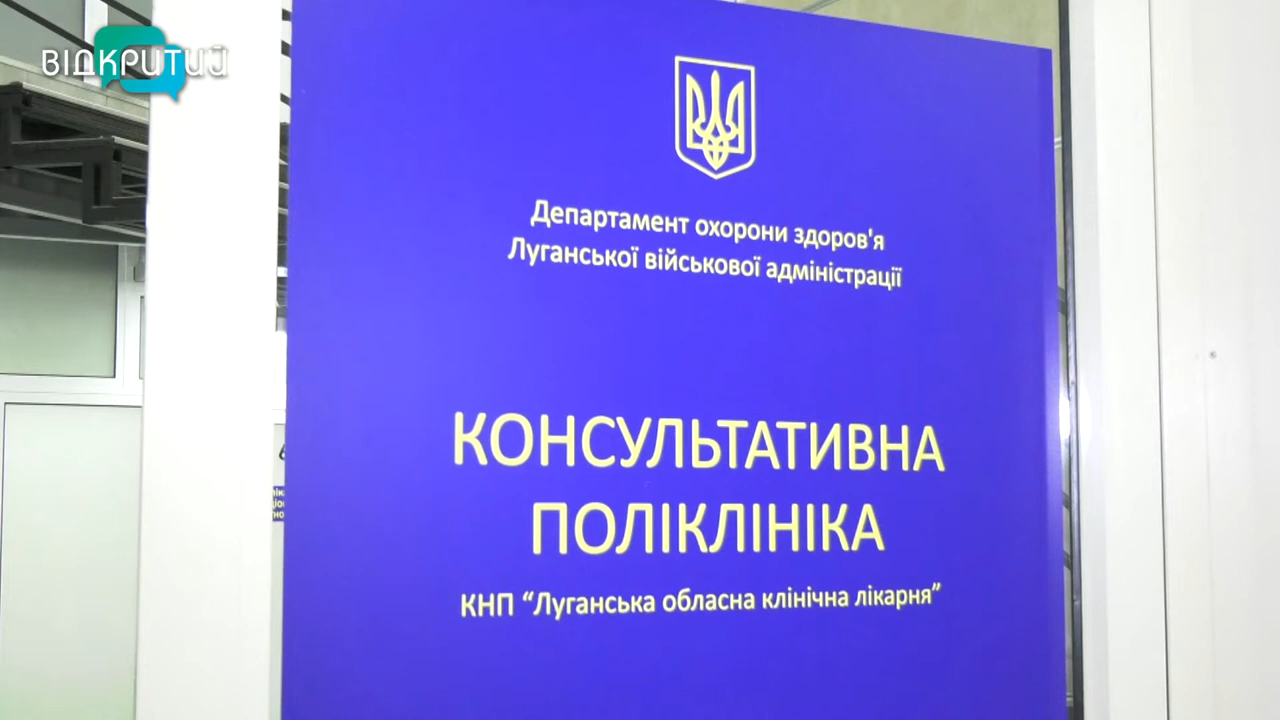 ВІДКРИТИЙ
Департамент охорони здоров'я
Луганської військової адміністрації
КОНСУЛЬТАТИВНА
ПОЛІКЛІНІКА
КНП “Луганська обласна клінічна лікарня”